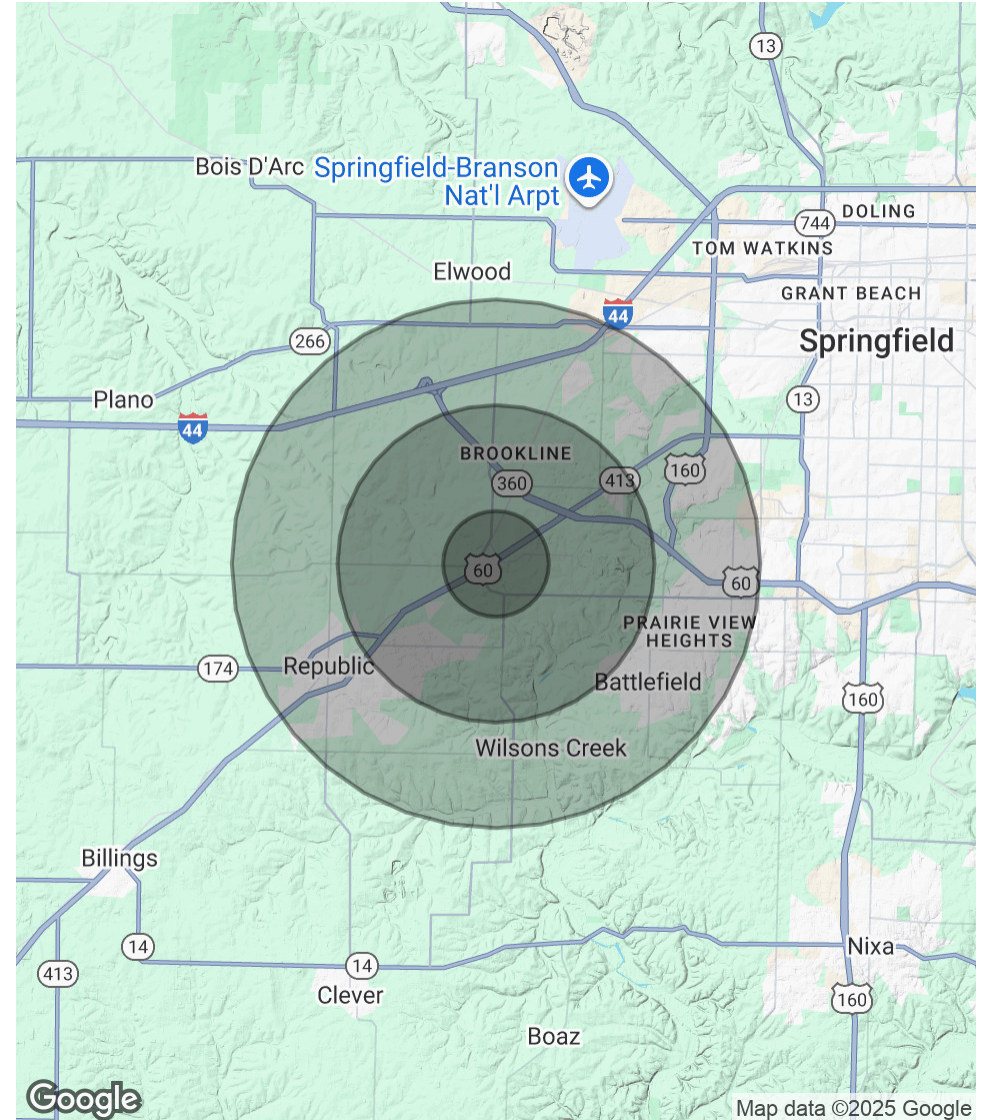 13
Bois D'Arc
Springfield-Branson
Nat'l Arpt
744
DOLING
TOM WATKINS
Elwood
GRANT BEACH
44
266
Springfield
Plano
13
44
BROOKLINE
160
360
413
60
60
PRAIRIE VIEW
HEIGHTS
174
Republic
Battlefield
160
Wilsons Creek
Billings
14
Nixa
413
14
Clever
160
Boaz
Google
Map data ©2025 Google